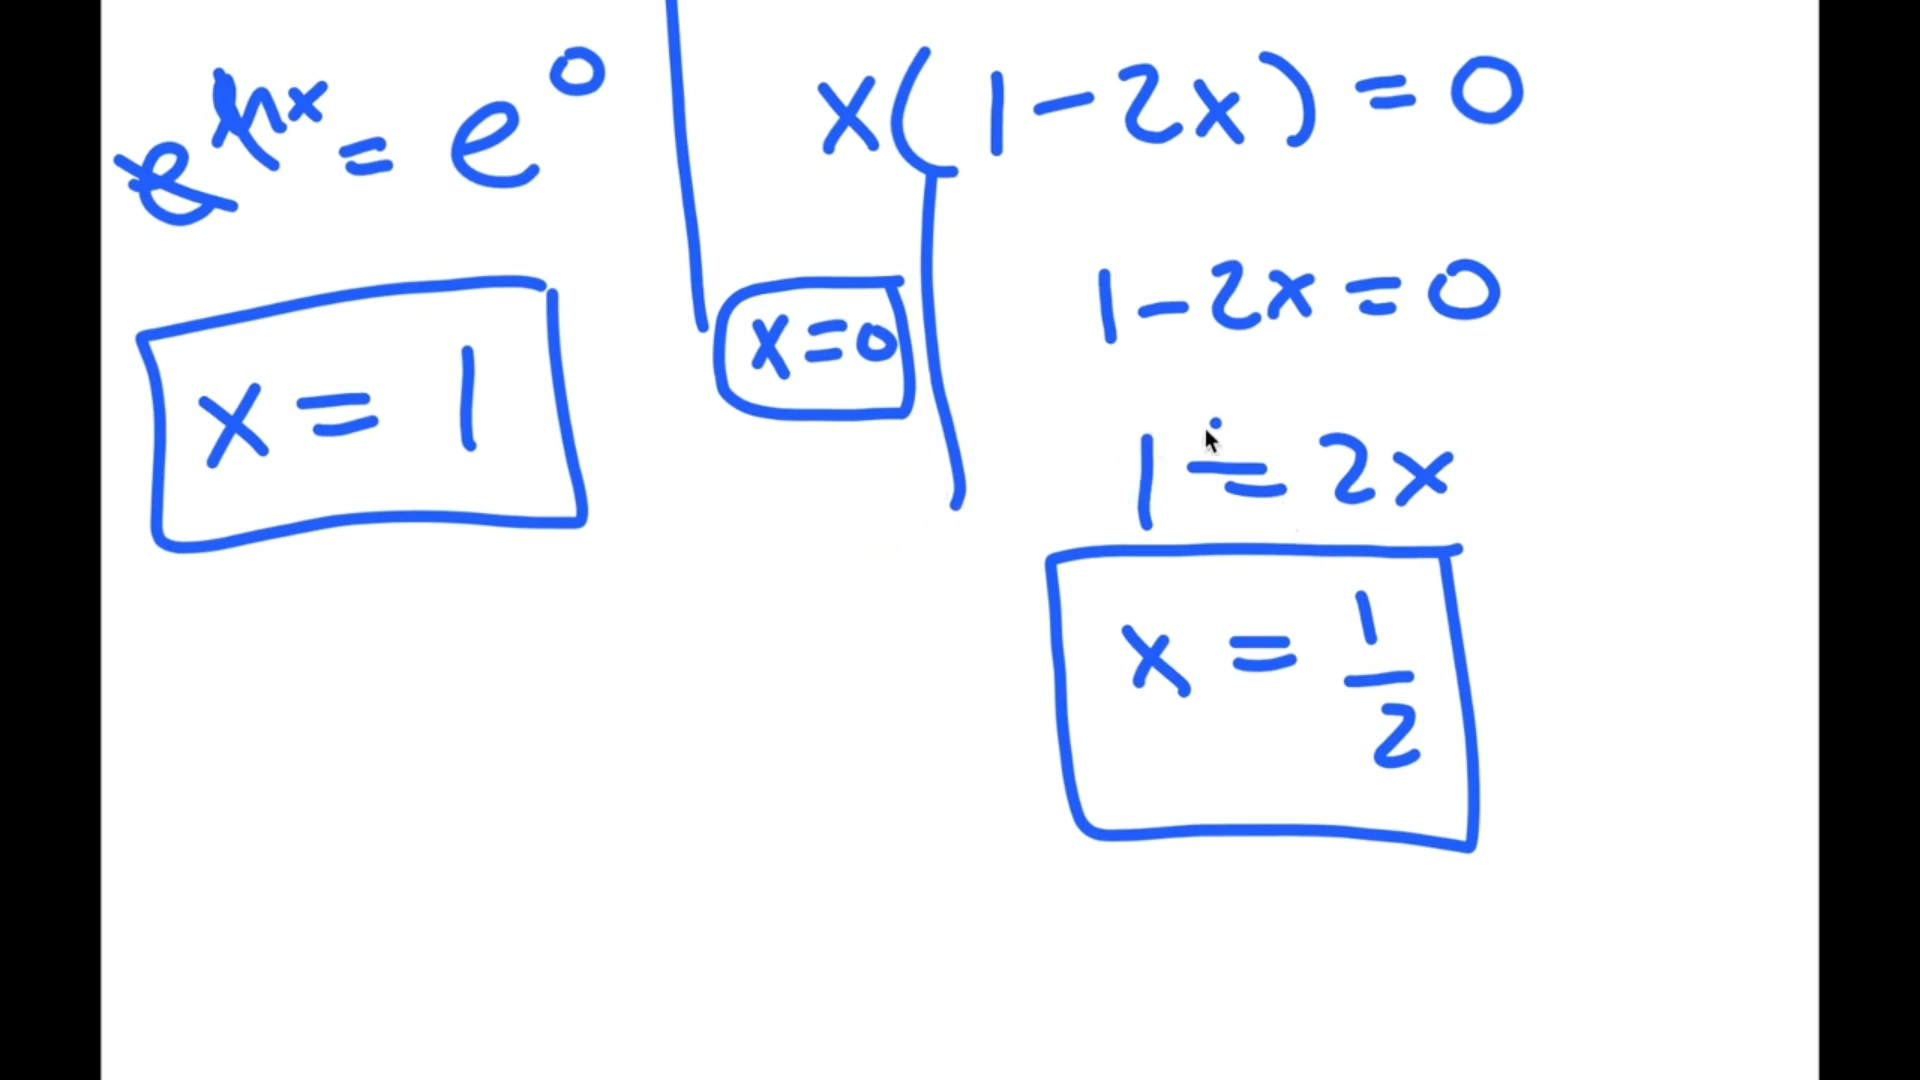 e^ln x = e^0
x = 1
x(1-2x) = 0
x=0
1-2x=0
1 = 2x
x = 1/2